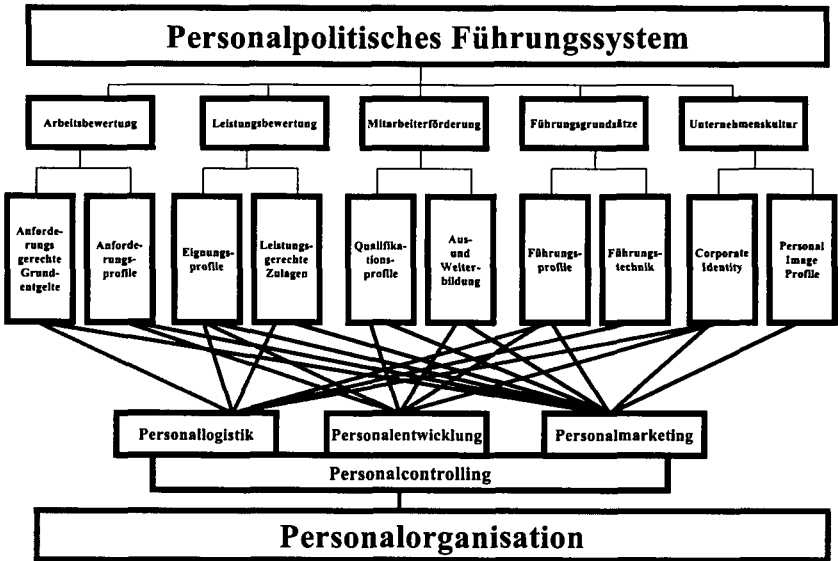 Personalpolitisches Führungssystem
Arbeitsbewertung
Leistungsbewertung
Mitarbeiterförderung
Führungsgrundsätze
Unternehmenskultur
Anforde-
rungs
gerechte
Grund-
entgelte
Anforde-
rungs-
profile
Eignungs-
profile
Leistungs-
gerechte
Zulagen
Qualifika-
tions-
profile
Aus-
und
Weiter-
bildung
Führungs-
profile
Führungs-
technik
Corporate
Identity
Personal
Image
Profile
Personallogistik
Personalentwicklung
Personalmarketing
Personalcontrolling
Personalorganisation